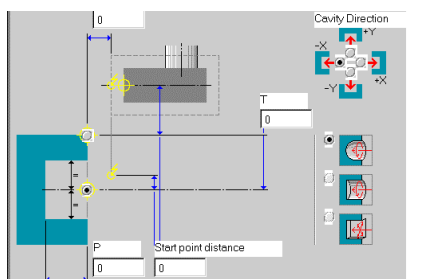 0
Cavity Direction
+Y
-X
+X
-Y
T
0
P
Start point distance
0
0